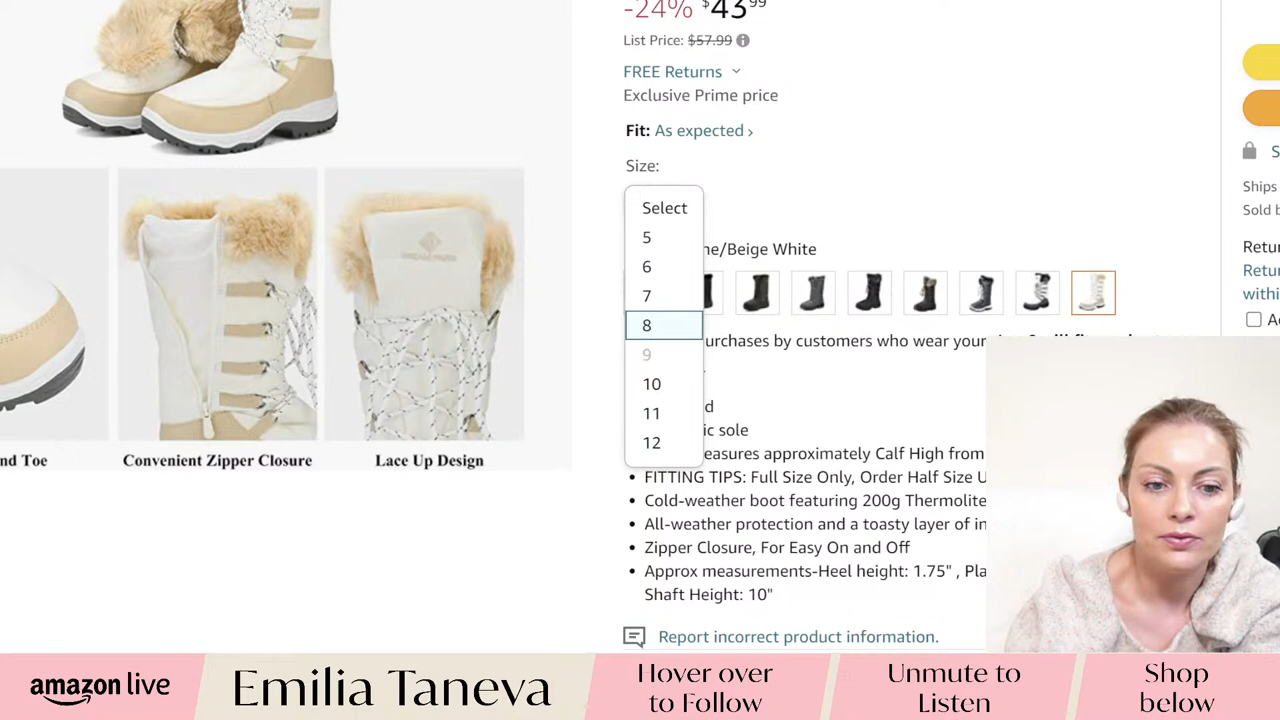 -24% $43 99
List Price: $57.99
FREE Returns
Exclusive Prime price
Fit: As expected ›
Size:
Select
5
6
7
8
9
10
11
12
ne/Beige White
urchases by customers who wear your
d
ic sole
easures approximately Calf High from
• FITTING TIPS: Full Size Only, Order Half Size U
• Cold-weather boot featuring 200g Thermolite
• All-weather protection and a toasty layer of in
• Zipper Closure, For Easy On and Off
• Approx measurements-Heel height: 1.75" , Pla
Shaft Height: 10"
Report incorrect product information.
nd Toe
Convenient Zipper Closure
Lace Up Design
S
Ships
Sold b
Retur
Retur
withi
Ac
amazon live
Emilia Taneva
Hover over
to Follow
Unmute to
Listen
Shop
below